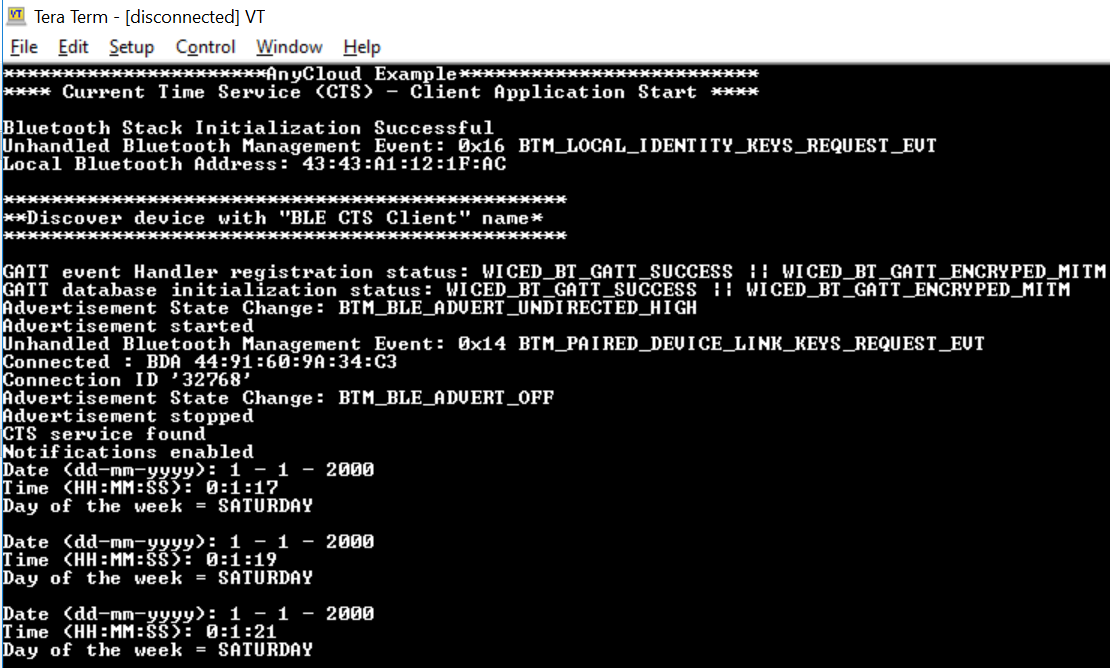 VT Tera Term - [disconnected] VT
File Edit Setup Control Window Help
**********************AnyCloud Example*************************
**** Current Time Service (CTS) - Client Application Start ****
Bluetooth Stack Initialization Successful
Unhandled Bluetooth Management Event: 0x16 BTM_LOCAL_IDENTITY_KEYS_REQUEST_EVT
Local Bluetooth Address: 43:43:A1:12:1F:AC
***********************************************
**Discover device with "BLE CTS Client" name*
***********************************************
GATT event Handler registration status: WICED_BT_GATT_SUCCESS || WICED_BT_GATT_ENCRYPED_MITM
GATT database initialization status: WICED_BT_GATT_SUCCESS || WICED_BT_GATT_ENCRYPED_MITM
Advertisement State Change: BTM_BLE_ADVERT_UNDIRECTED_HIGH
Advertisement started
Unhandled Bluetooth Management Event: 0x14 BTM_PAIRED_DEVICE_LINK_KEYS_REQUEST_EVT
Connected : BDA 44:91:60:9A:34:C3
Connection ID '32768'
Advertisement State Change: BTM_BLE_ADVERT_OFF
Advertisement stopped
CTS service found
Notifications enabled
Date (dd-mm-yyyy): 1 - 1 - 2000
Time (HH:MM:SS): 0:1:17
Day of the week = SATURDAY
Date (dd-mm-yyyy): 1 - 1 - 2000
Time (HH:MM:SS): 0:1:19
Day of the week = SATURDAY
Date (dd-mm-yyyy): 1 - 1 - 2000
Time (HH:MM:SS): 0:1:21
Day of the week = SATURDAY